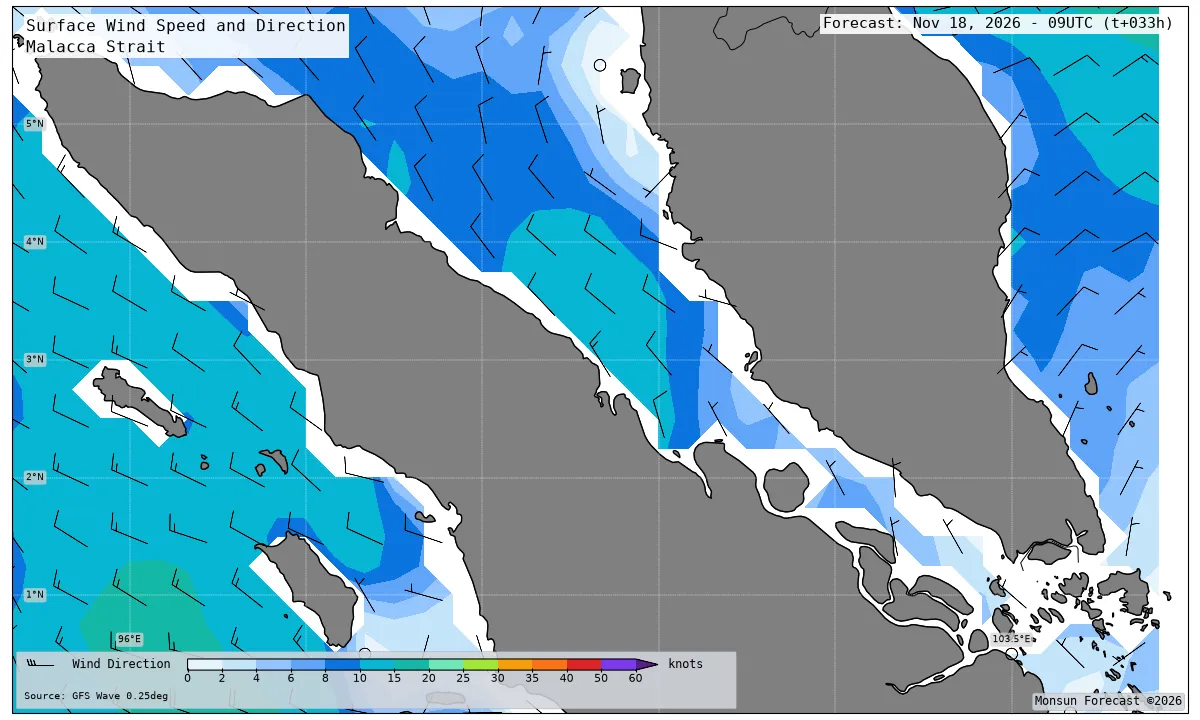 Surface Wind Speed and Direction
Malacca Strait
Forecast: Nov 18, 2026 - 09UTC (t+033h)
5°N
4°N
3°N
2°N
1°N
96°E
103.5°E
Wind Direction
knots
0 2 4 6 8 10 15 20 25 30 35 40 50 60
Source: GFS Wave 0.25deg
Monsun Forecast ©2026